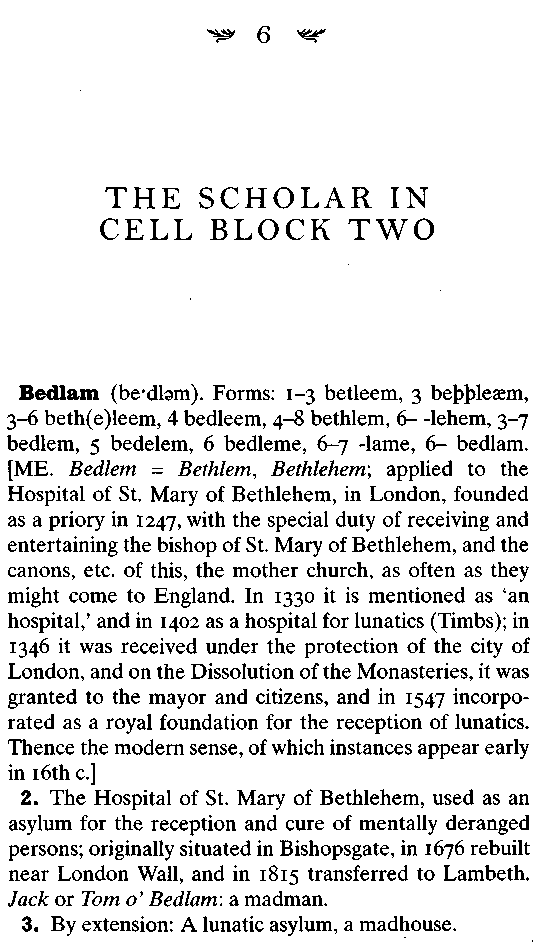 6
THE SCHOLAR IN
CELL BLOCK TWO
Bedlam (be·dləm). Forms: 1–3 betleem, 3 beþþleæm,
3–6 beth(e)leem, 4 bedleem, 4–8 bethlem, 6– -lehem, 3–7
bedlem, 5 bedelem, 6 bedleme, 6–7 -lame, 6– bedlam.
[ME. Bedlem = Bethlem, Bethlehem; applied to the
Hospital of St. Mary of Bethlehem, in London, founded
as a priory in 1247, with the special duty of receiving and
entertaining the bishop of St. Mary of Bethlehem, and the
canons, etc. of this, the mother church, as often as they
might come to England. In 1330 it is mentioned as ‘an
hospital,’ and in 1402 as a hospital for lunatics (Timbs); in
1346 it was received under the protection of the city of
London, and on the Dissolution of the Monasteries, it was
granted to the mayor and citizens, and in 1547 incorpo-
rated as a royal foundation for the reception of lunatics.
Thence the modern sense, of which instances appear early
in 16th c.]
2. The Hospital of St. Mary of Bethlehem, used as an
asylum for the reception and cure of mentally deranged
persons; originally situated in Bishopsgate, in 1676 rebuilt
near London Wall, and in 1815 transferred to Lambeth.
Jack or Tom o’ Bedlam: a madman.
3. By extension: A lunatic asylum, a madhouse.